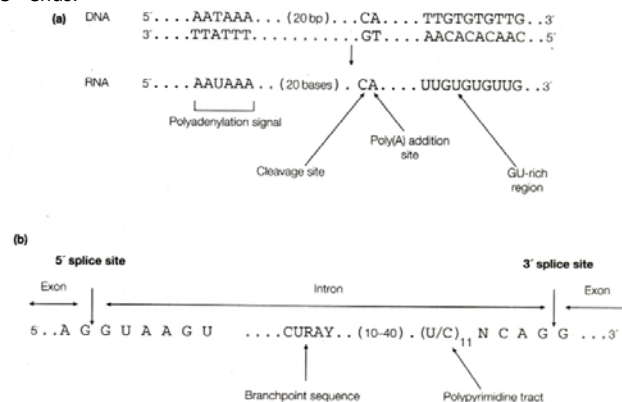 (a) DNA 5´....AATAAA...(20 bp)...CA....TTGTGTGTTG..3´
3´....TTATTT............GT....AACACACAAC..5´
RNA 5´....AAUAAA..(20 bases).CA....UUGUGUGUUG..3´
Polyadenylation signal
Poly(A) addition
site
Cleavage site
GU-rich
region
(b)
5´ splice site
3´ splice site
Exon
Intron
Exon
5..A G G U A A G U ....CURAY..(10-40).(U/C)11 N C A G G ...3´
Branchpoint sequence
Polypyrimidine tract